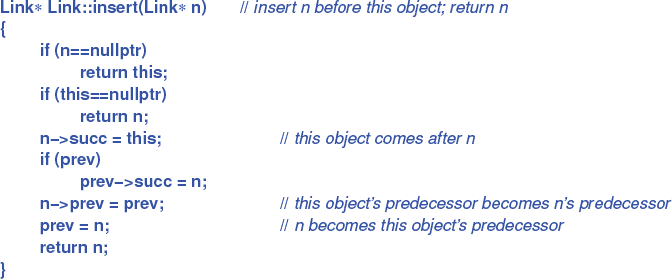 Link* Link::insert(Link* n) // insert n before this object; return n
{
if (n==nullptr)
return this;
if (this==nullptr)
return n;
n−>succ = this; // this object comes after n
if (prev)
prev−>succ = n;
n−>prev = prev; // this object’s predecessor becomes n’s predecessor
prev = n; // n becomes this object’s predecessor
return n;
}